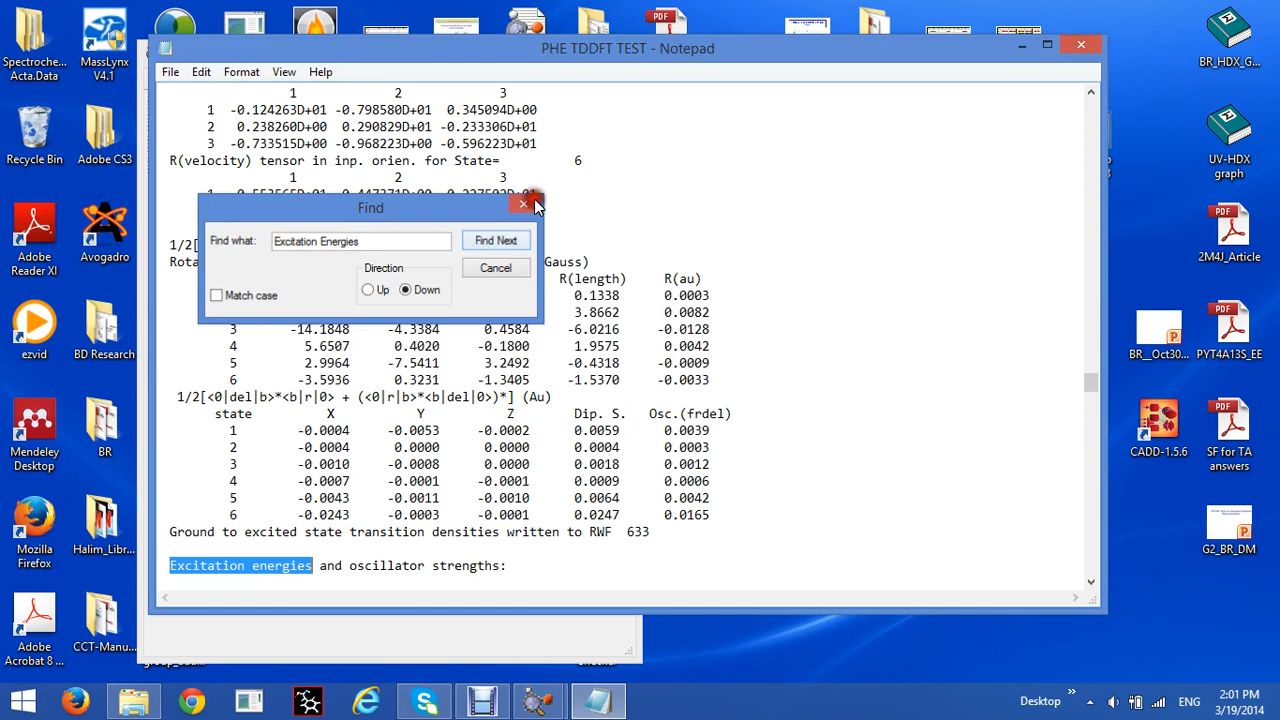 PHE TDDFT TEST - Notepad
File Edit Format View Help
1 2 3
1 -0.124263D+01 -0.798580D+01 0.345094D+00
2 0.238260D+00 0.290829D+01 -0.233306D+01
3 -0.733515D+00 -0.968223D+00 -0.596223D+01
R(velocity) tensor in inp. orien. for State= 6
1 2 3
Find
Find what: Excitation Energies Find Next
Direction Cancel
Up Down
Match case
1/2[
Rota Gauss)
R(length) R(au)
0.1338 0.0003
3.8662 0.0082
3 -14.1848 -4.3384 0.4584 -6.0216 -0.0128
4 5.6507 0.4020 -0.1800 1.9575 0.0042
5 2.9964 -7.5411 3.2492 -0.4318 -0.0009
6 -3.5936 0.3231 -1.3405 -1.5370 -0.0033
1/2[<0|del|b>*<b|r|0> + (<0|r|b>*<b|del|0>)*] (Au)
state X Y Z Dip. S. Osc.(frdel)
1 -0.0004 -0.0053 -0.0002 0.0059 0.0039
2 -0.0004 0.0000 0.0000 0.0004 0.0003
3 -0.0010 -0.0008 0.0000 0.0018 0.0012
4 -0.0007 -0.0001 -0.0001 0.0009 0.0006
5 -0.0043 -0.0011 -0.0010 0.0064 0.0042
6 -0.0243 -0.0003 -0.0001 0.0247 0.0165
Ground to excited state transition densities written to RWF 633
Excitation energies and oscillator strengths:
Spectroche...
Acta.Data
MassLynx
V4.1
Recycle Bin
Adobe CS3
Adobe
Reader XI
Avogadro
ezvid
BD Research
Mendeley
Desktop
BR
Mozilla
Firefox
Halim_Libr...
Adobe
Acrobat 8 ...
CCT-Manu...
PDF
BR_HDX_G...
UV-HDX
graph
PDF
2M4J_Article
BR__Oct30...
PDF
PYT4A13S_EE
CADD-1.5.6
PDF
SF for TA
answers
G2_BR_DM
Desktop
ENG
2:01 PM
3/19/2014